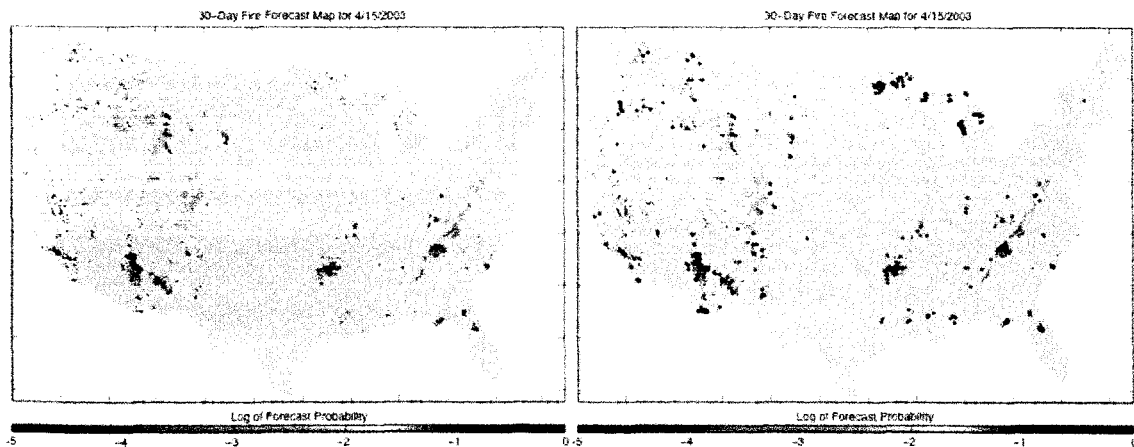 30-Day Fire Forecast Map for 4/15/2003
30-Day Fire Forecast Map for 4/15/2003
Log of Forecast Probability
Log of Forecast Probability
-5 -4 -3 -2 -1 0
-5 -4 -3 -2 -1